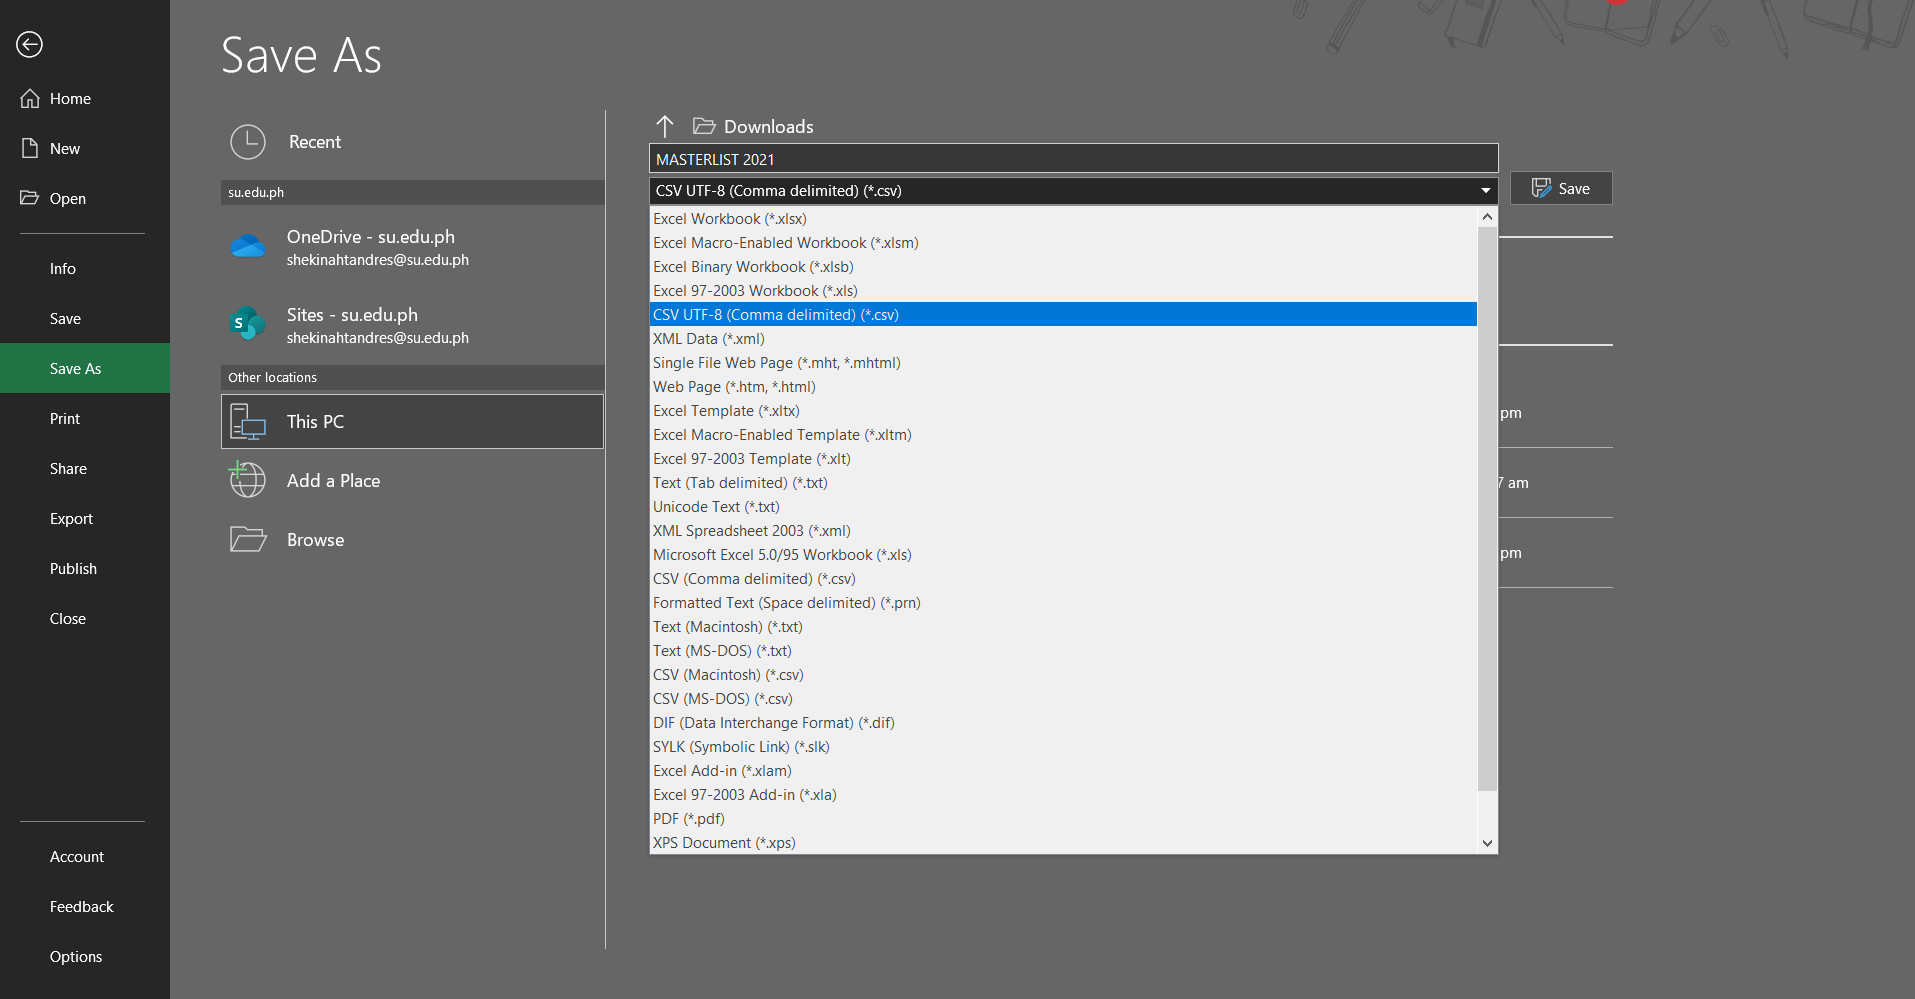 Save As
Home
New
Open
Info
Save
Save As
Print
Share
Export
Publish
Close
Account
Feedback
Options
Recent
su.edu.ph
OneDrive - su.edu.ph
shekinahtandres@su.edu.ph
S
Sites - su.edu.ph
shekinahtandres@su.edu.ph
Other locations
This PC
Add a Place
Browse
Downloads
MASTERLIST 2021
CSV UTF-8 (Comma delimited) (*.csv)
Save
Excel Workbook (*.xlsx)
Excel Macro-Enabled Workbook (*.xlsm)
Excel Binary Workbook (*.xlsb)
Excel 97-2003 Workbook (*.xls)
CSV UTF-8 (Comma delimited) (*.csv)
XML Data (*.xml)
Single File Web Page (*.mht, *.mhtml)
Web Page (*.htm, *.html)
Excel Template (*.xltx)
Excel Macro-Enabled Template (*.xltm)
Excel 97-2003 Template (*.xlt)
Text (Tab delimited) (*.txt)
Unicode Text (*.txt)
XML Spreadsheet 2003 (*.xml)
Microsoft Excel 5.0/95 Workbook (*.xls)
CSV (Comma delimited) (*.csv)
Formatted Text (Space delimited) (*.prn)
Text (Macintosh) (*.txt)
Text (MS-DOS) (*.txt)
CSV (Macintosh) (*.csv)
CSV (MS-DOS) (*.csv)
DIF (Data Interchange Format) (*.dif)
SYLK (Symbolic Link) (*.slk)
Excel Add-in (*.xlam)
Excel 97-2003 Add-in (*.xla)
PDF (*.pdf)
XPS Document (*.xps)
pm
7 am
pm